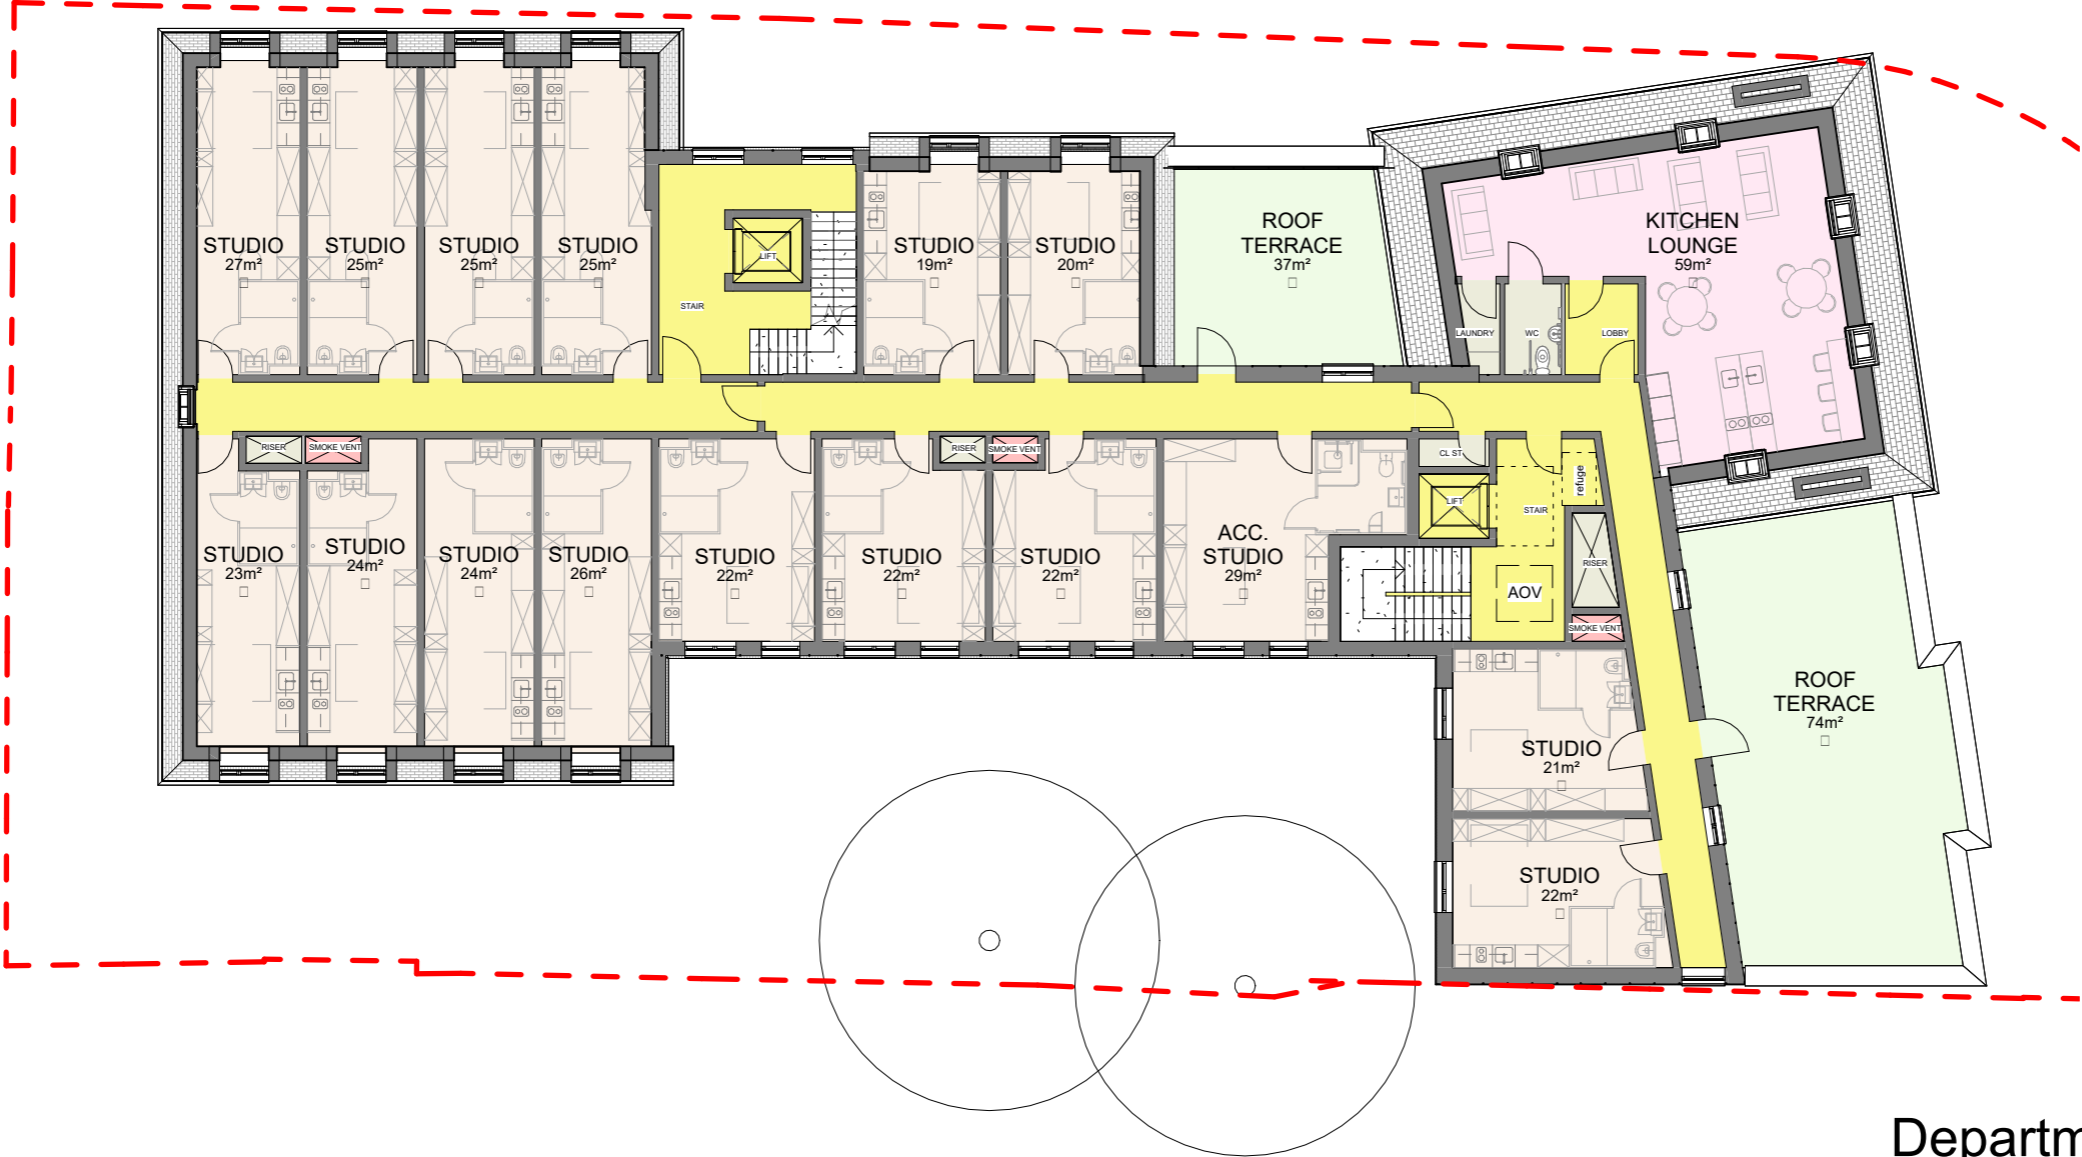 STUDIO
27m²
STUDIO
25m²
STUDIO
25m²
STUDIO
25m²
LIFT
STAIR
STUDIO
19m²
STUDIO
20m²
ROOF
TERRACE
37m²
KITCHEN
LOUNGE
59m²
LAUNDRY
WC
LOBBY
RISER
SMOKE VENT
RISER
SMOKE VENT
CL ST
refuge
LIFT
STAIR
STUDIO
23m²
STUDIO
24m²
STUDIO
24m²
STUDIO
26m²
STUDIO
22m²
STUDIO
22m²
STUDIO
22m²
ACC.
STUDIO
29m²
RISER
AOV
SMOKE VENT
ROOF
TERRACE
74m²
STUDIO
21m²
STUDIO
22m²
Departm